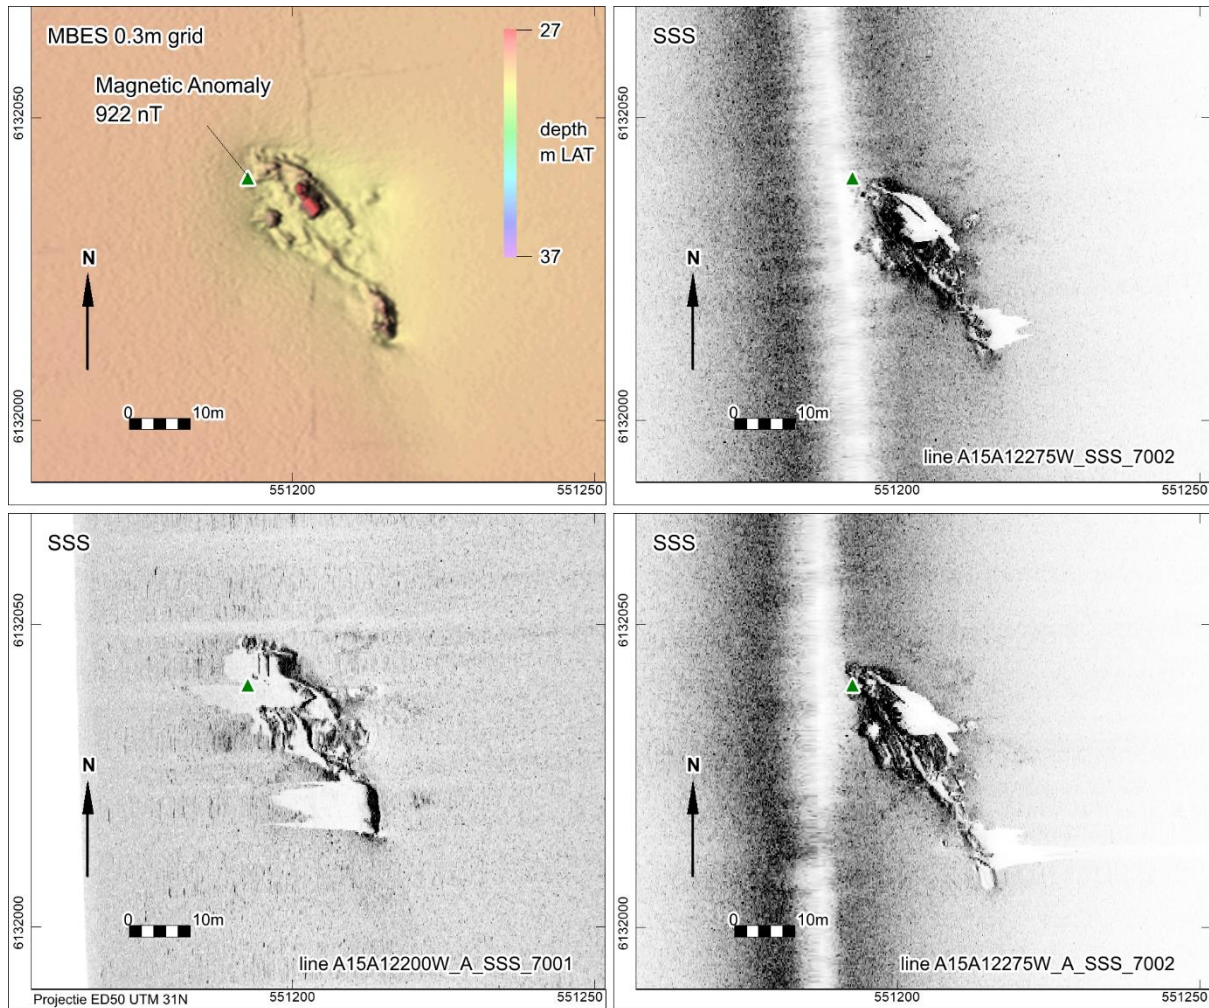 MBES 0.3m grid
27
Magnetic Anomaly
922 nT
depth
m LAT
37
6132050
N
0 10m
6132000
551200
551250
SSS
6132050
N
0 10m
6132000
line A15A12275W_SSS_7002
551200
551250
SSS
6132050
N
0 10m
6132000
line A15A12200W_A_SSS_7001
Projectie ED50 UTM 31N
551200
551250
SSS
6132050
N
0 10m
6132000
line A15A12275W_A_SSS_7002
551200
551250